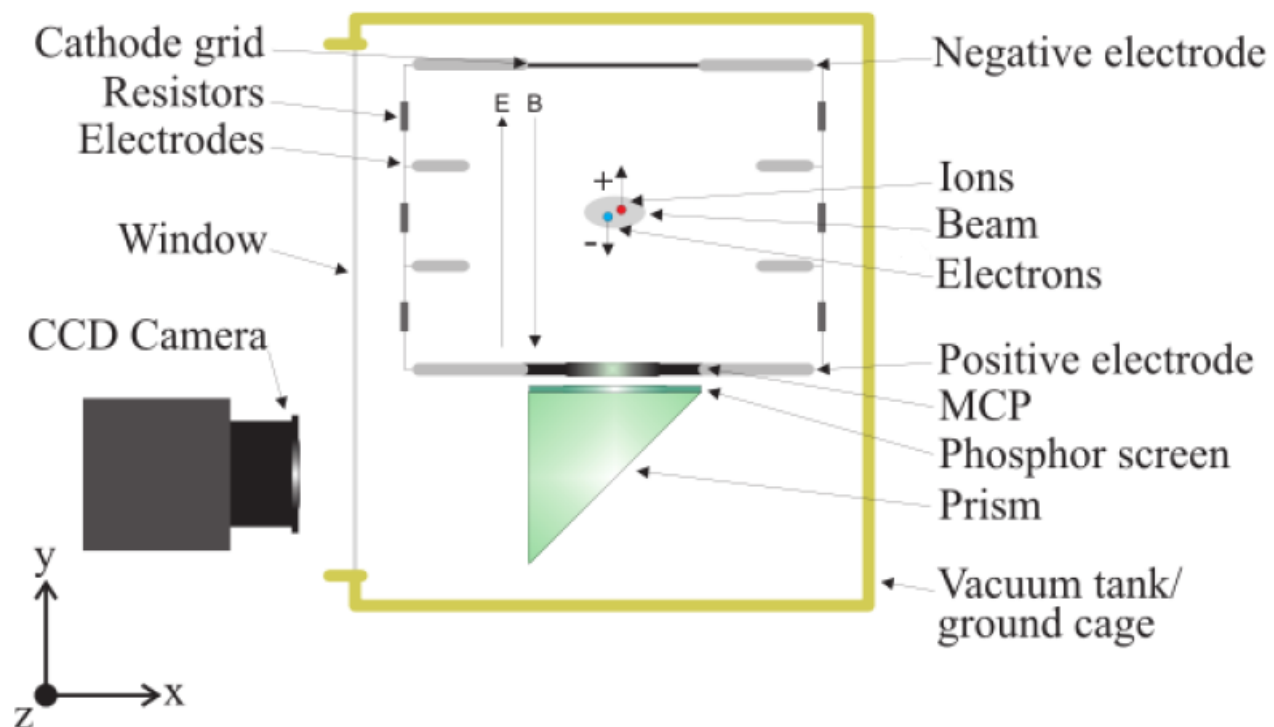 Cathode grid
Resistors
Electrodes
Window
CCD Camera
E B
+
-
Negative electrode
Ions
Beam
Electrons
Positive electrode
MCP
Phosphor screen
Prism
Vacuum tank/
ground cage
y
x
z